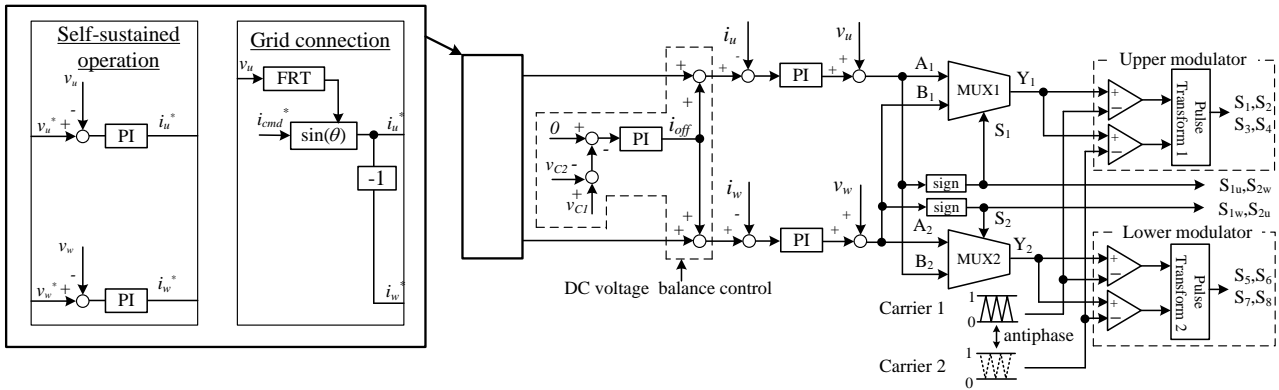 Self-sustained
operation
v_u
-
v_u^* +
PI
i_u^*
v_w
-
v_w^* +
PI
i_w^*
Grid connection
v_u
FRT
i_cmd^*
sin(θ)
i_u^*
-1
i_w^*
0
+
-
PI
i_off
v_C2 -
+
v_C1
+
+
+
+
DC voltage balance control
i_u
-
+
PI
v_u
+
+
i_w
-
+
PI
v_w
+
+
A_1
B_1
MUX1
Y_1
S_1
sign
sign
S_2
A_2
B_2
MUX2
Y_2
S_1u,S_2w
S_1w,S_2u
Upper modulator
+
−
+
−
Pulse
Transform 1
S_1, S_2
S_3, S_4
Lower modulator
+
−
+
−
Pulse
Transform 2
S_5, S_6
S_7, S_8
Carrier 1
1
0
antiphase
Carrier 2
1
0